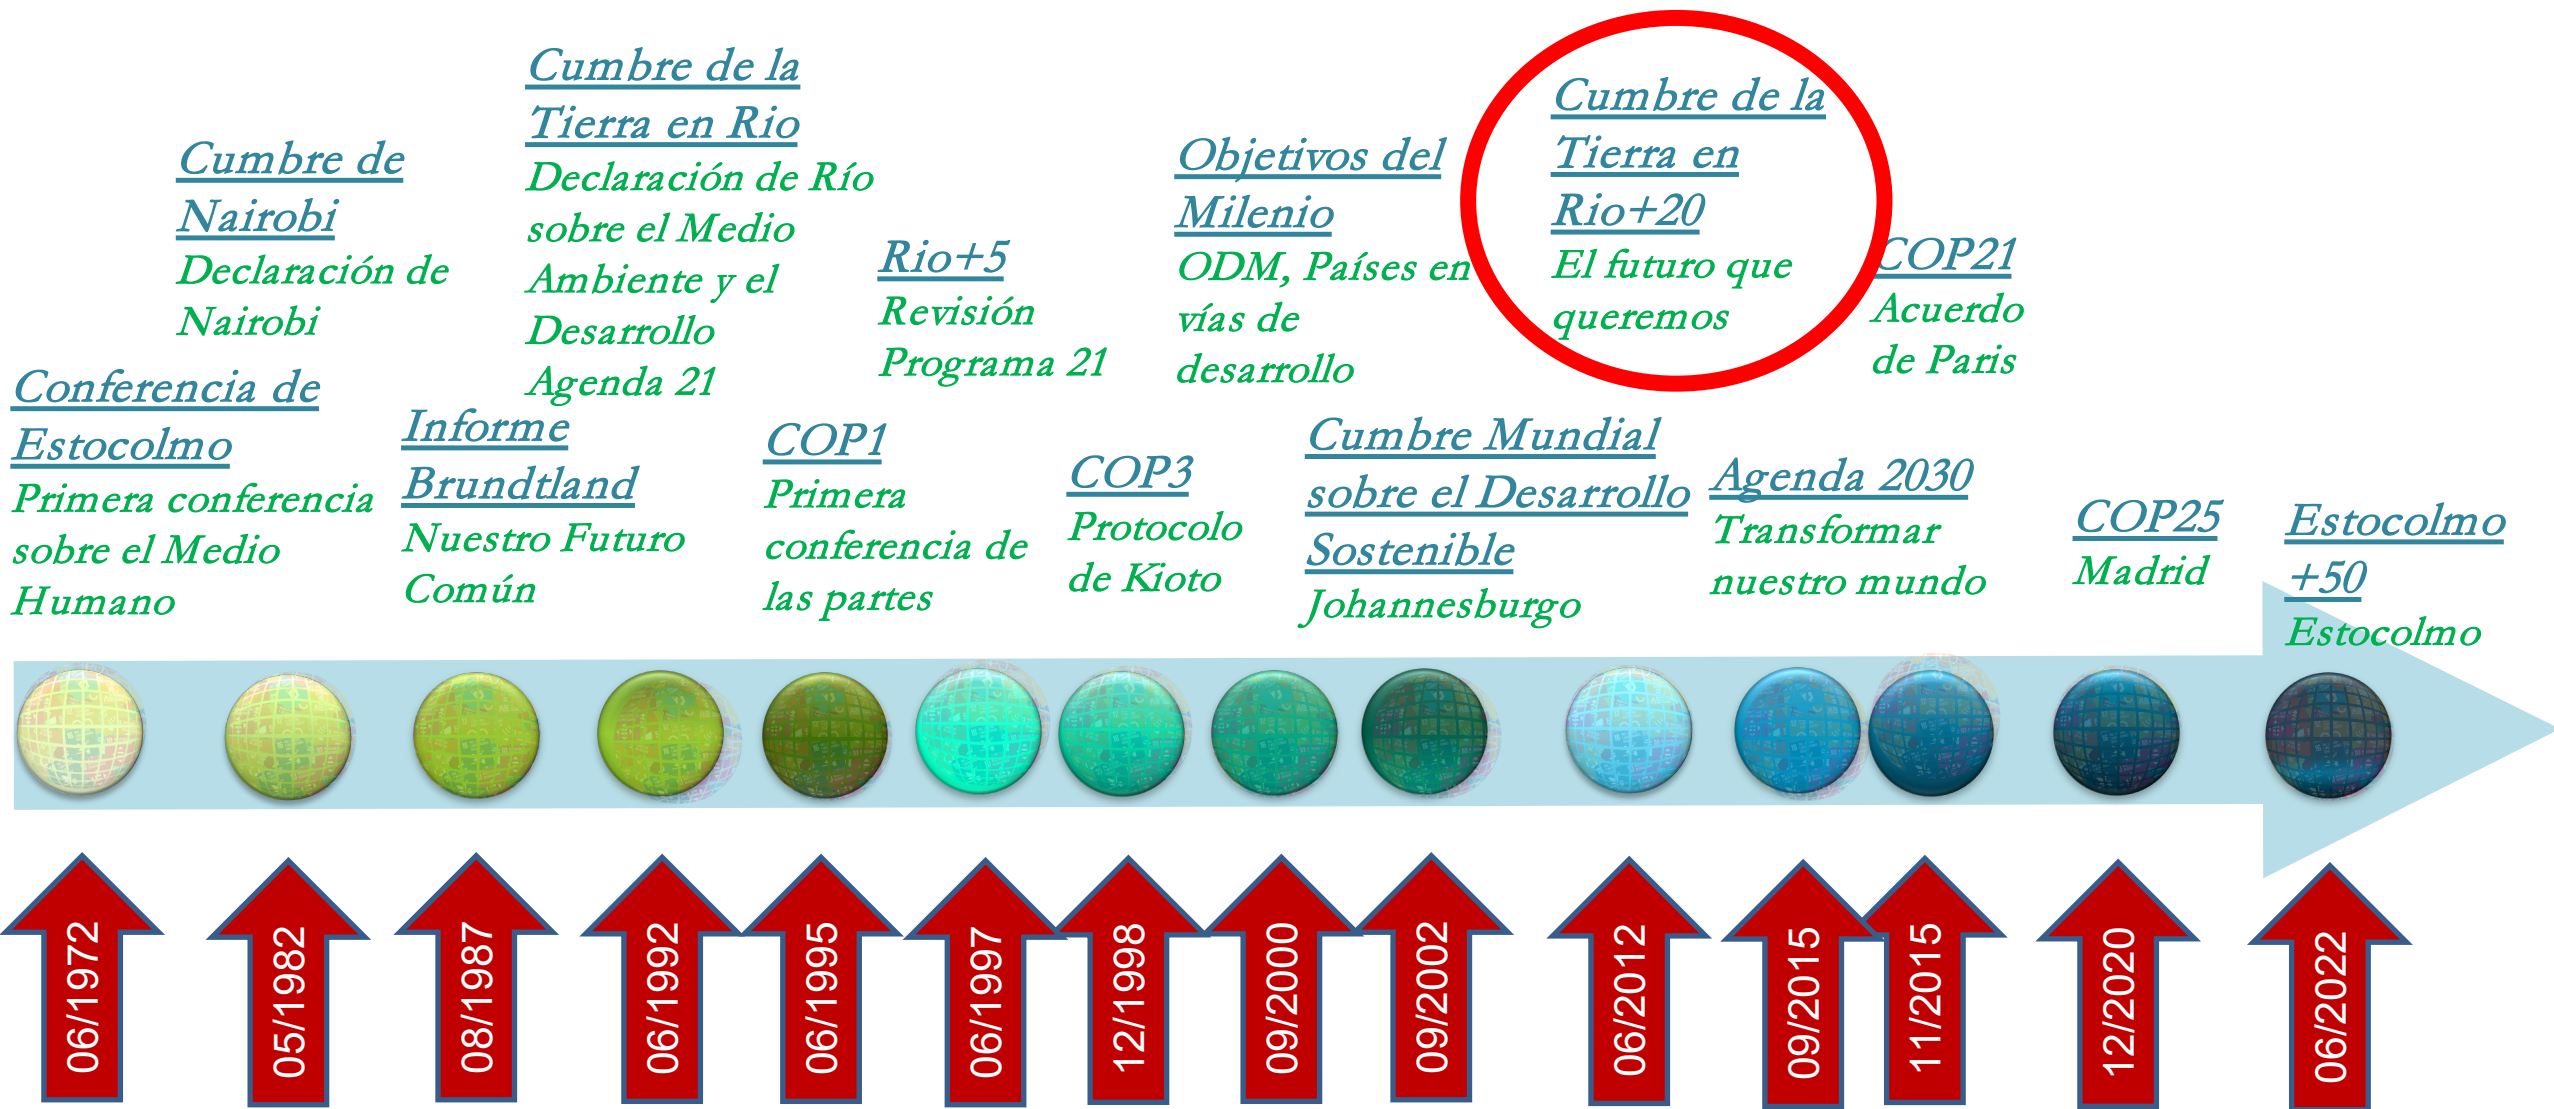 Conferencia de
Estocolmo
Primera conferencia
sobre el Medio
Humano
Cumbre de
Nairobi
Declaración de
Nairobi
Informe
Brundtland
Nuestro Futuro
Común
Cumbre de la
Tierra en Rio
Declaración de Río
sobre el Medio
Ambiente y el
Desarrollo
Agenda 21
COP1
Primera
conferencia de
las partes
Rio+5
Revisión
Programa 21
COP3
Protocolo
de Kioto
Objetivos del
Milenio
ODM, Países en
vías de
desarrollo
Cumbre Mundial
sobre el Desarrollo
Sostenible
Johannesburgo
Cumbre de la
Tierra en
Rio+20
El futuro que
queremos
Agenda 2030
Transformar
nuestro mundo
COP21
Acuerdo
de Paris
COP25
Madrid
Estocolmo
+50
Estocolmo
06/1972
05/1982
08/1987
06/1992
06/1995
06/1997
12/1998
09/2000
09/2002
06/2012
09/2015
11/2015
12/2020
06/2022